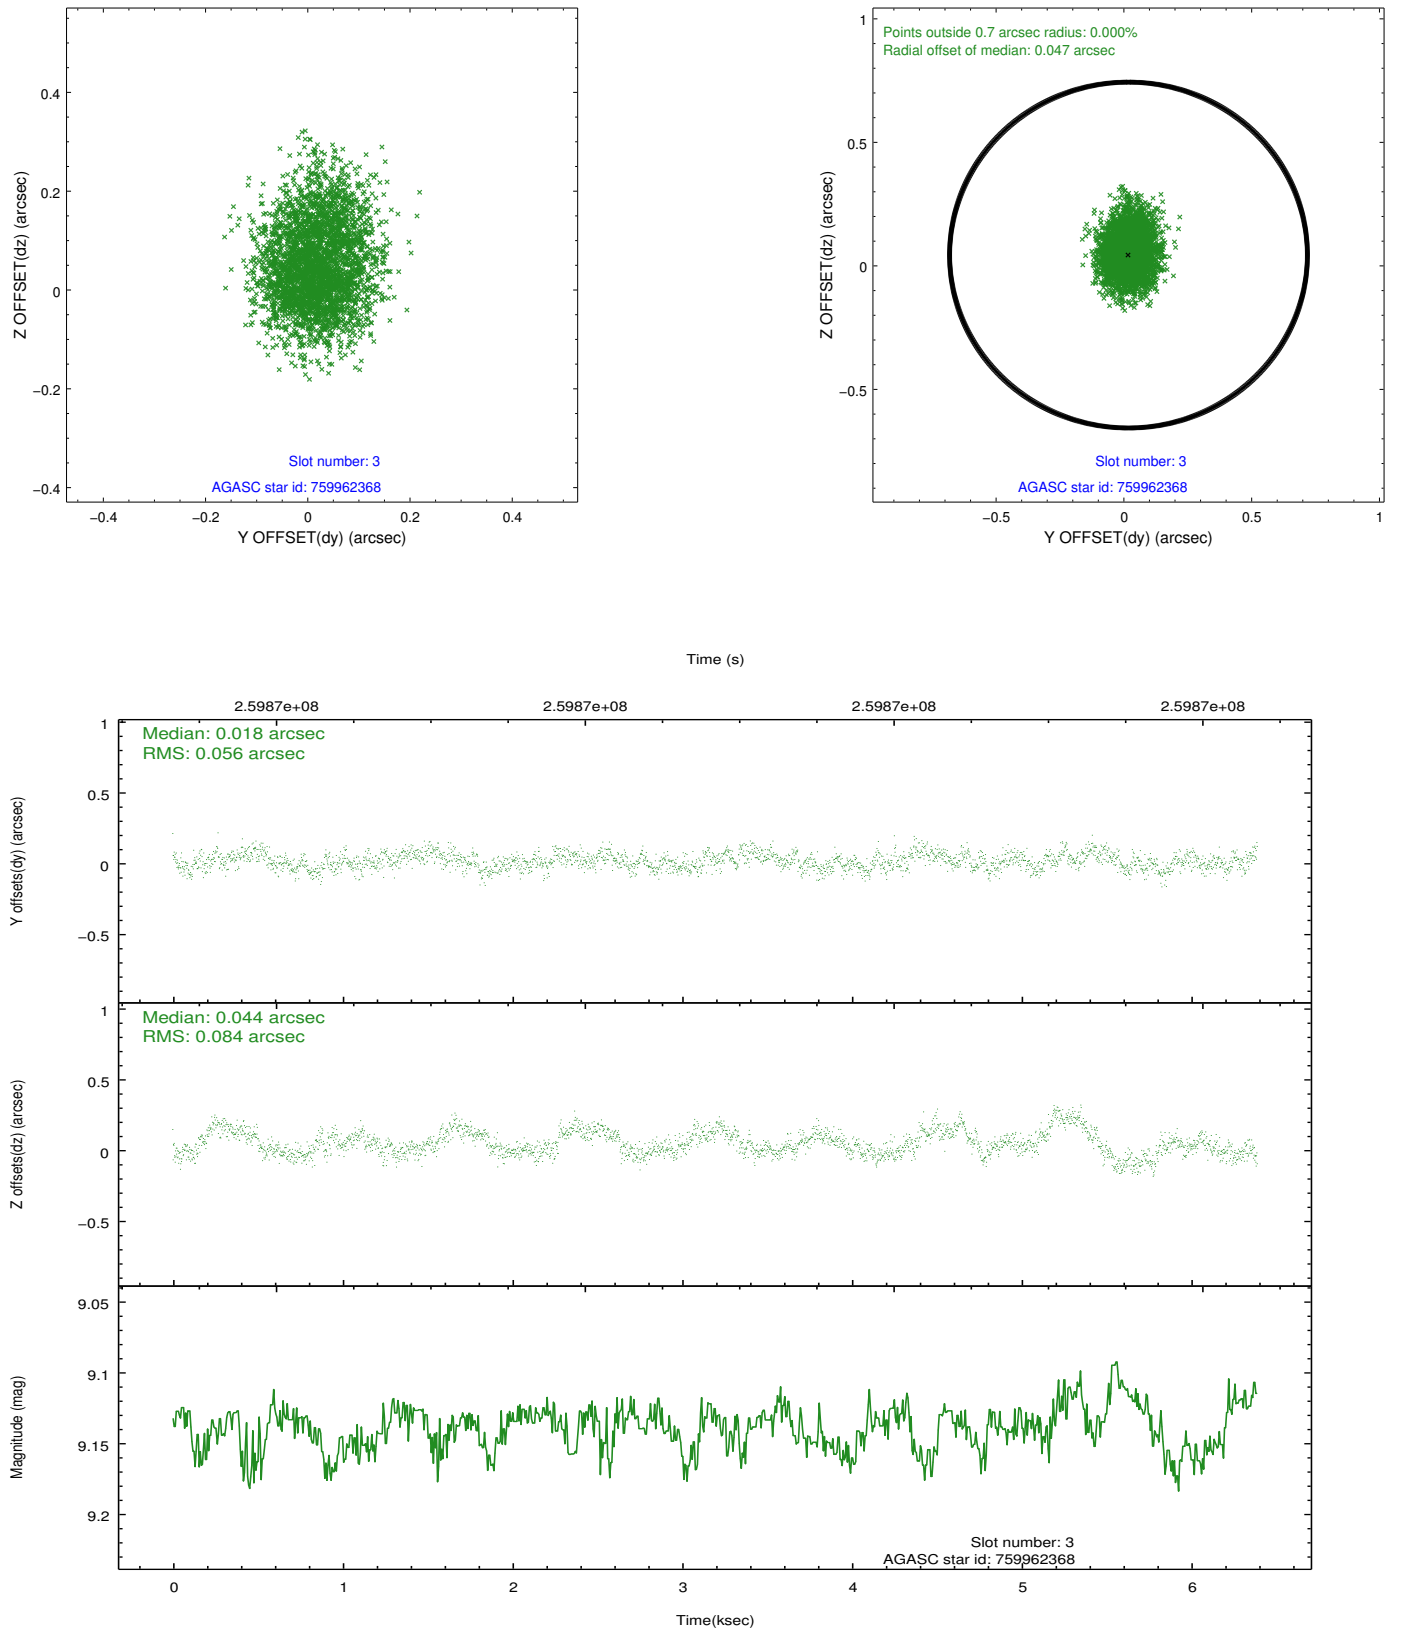 0.4
0.2
0
−0.2
−0.4
Z OFFSET(dz) (arcsec)
Slot number: 3
AGASC star id: 759962368
−0.4
−0.2
0
0.2
0.4
Y OFFSET(dy) (arcsec)
1
0.5
0
−0.5
Z OFFSET(dz) (arcsec)
Points outside 0.7 arcsec radius: 0.000%
Radial offset of median: 0.047 arcsec
Slot number: 3
AGASC star id: 759962368
−0.5
0
0.5
1
Y OFFSET(dy) (arcsec)
Time (s)
2.5987e+08
2.5987e+08
2.5987e+08
2.5987e+08
1
0.5
0
−0.5
Y offsets(dy) (arcsec)
Median: 0.018 arcsec
RMS: 0.056 arcsec
1
0.5
0
−0.5
Z offsets(dz) (arcsec)
Median: 0.044 arcsec
RMS: 0.084 arcsec
9.05
9.1
9.15
9.2
Magnitude (mag)
Slot number: 3
AGASC star id: 759962368
0
1
2
3
4
5
6
Time(ksec)